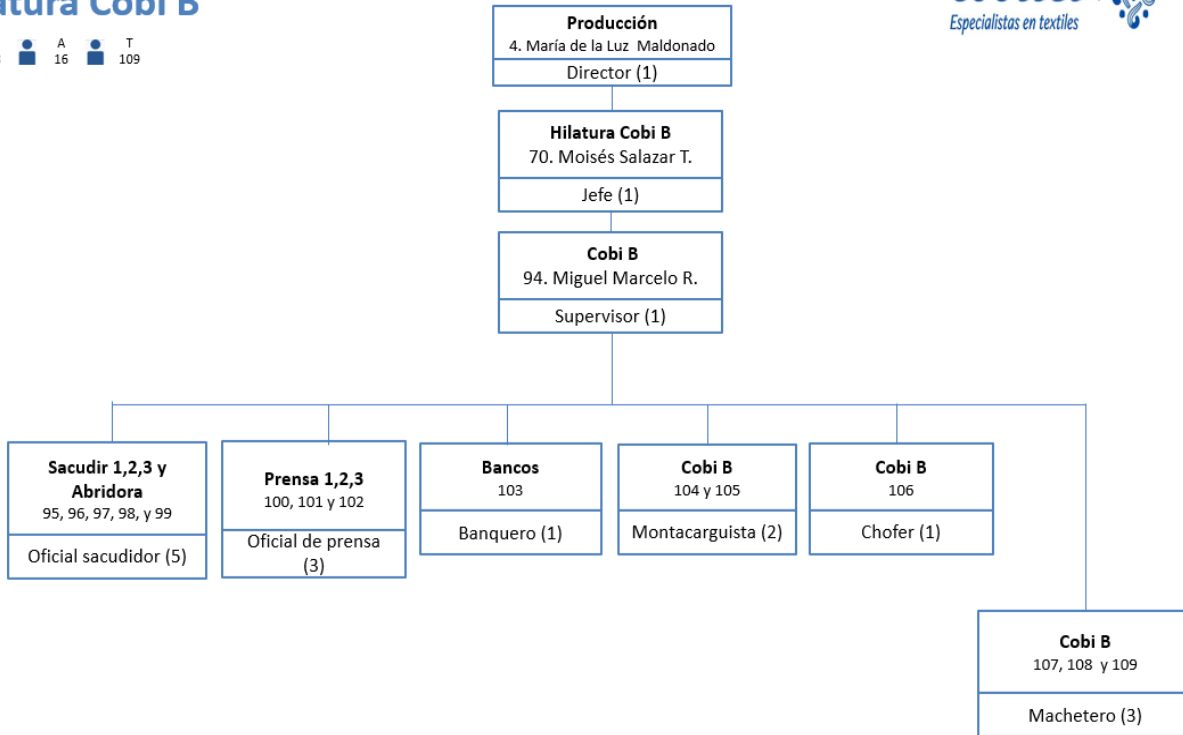 Cobi B
A
16
T
109
Especialistas en textiles
Producción
4. María de la Luz Maldonado
Director (1)
Hilatura Cobi B
70. Moisés Salazar T.
Jefe (1)
Cobi B
94. Miguel Marcelo R.
Supervisor (1)
Sacudir 1,2,3 y
Abridora
95, 96, 97, 98, y 99
Oficial sacudidor (5)
Prensa 1,2,3
100, 101 y 102
Oficial de prensa
(3)
Bancos
103
Banquero (1)
Cobi B
104 y 105
Montacarguista (2)
Cobi B
106
Chofer (1)
Cobi B
107, 108 y 109
Machetero (3)